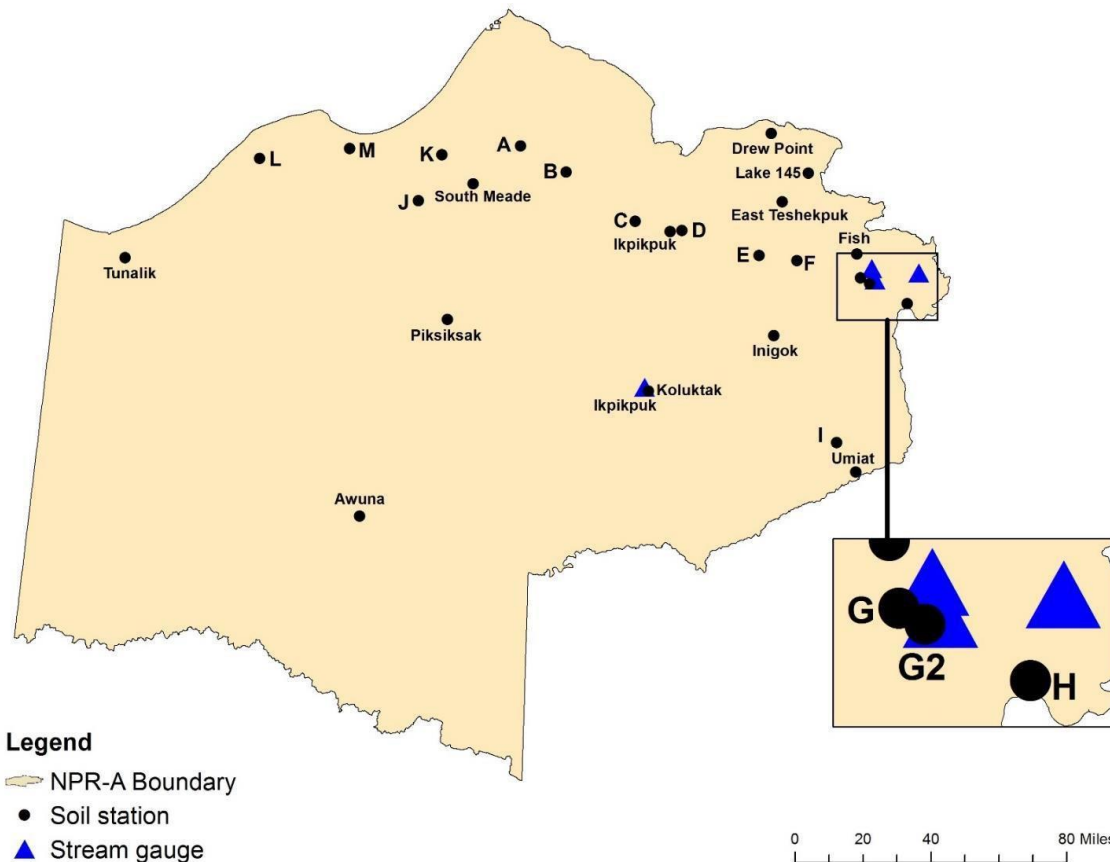 Drew Point
A
M
K
L
Lake 145
B
South Meade
J
East Teshekpuk
C
D
Ikpikpuk
Fish
E
F
Tunalik
Piksiksak
Inigok
Koluktak
Ikpikpuk
I
Umiat
Awuna
G
G2
H
Legend
NPR-A Boundary
Soil station
Stream gauge
0 20 40 80 Miles